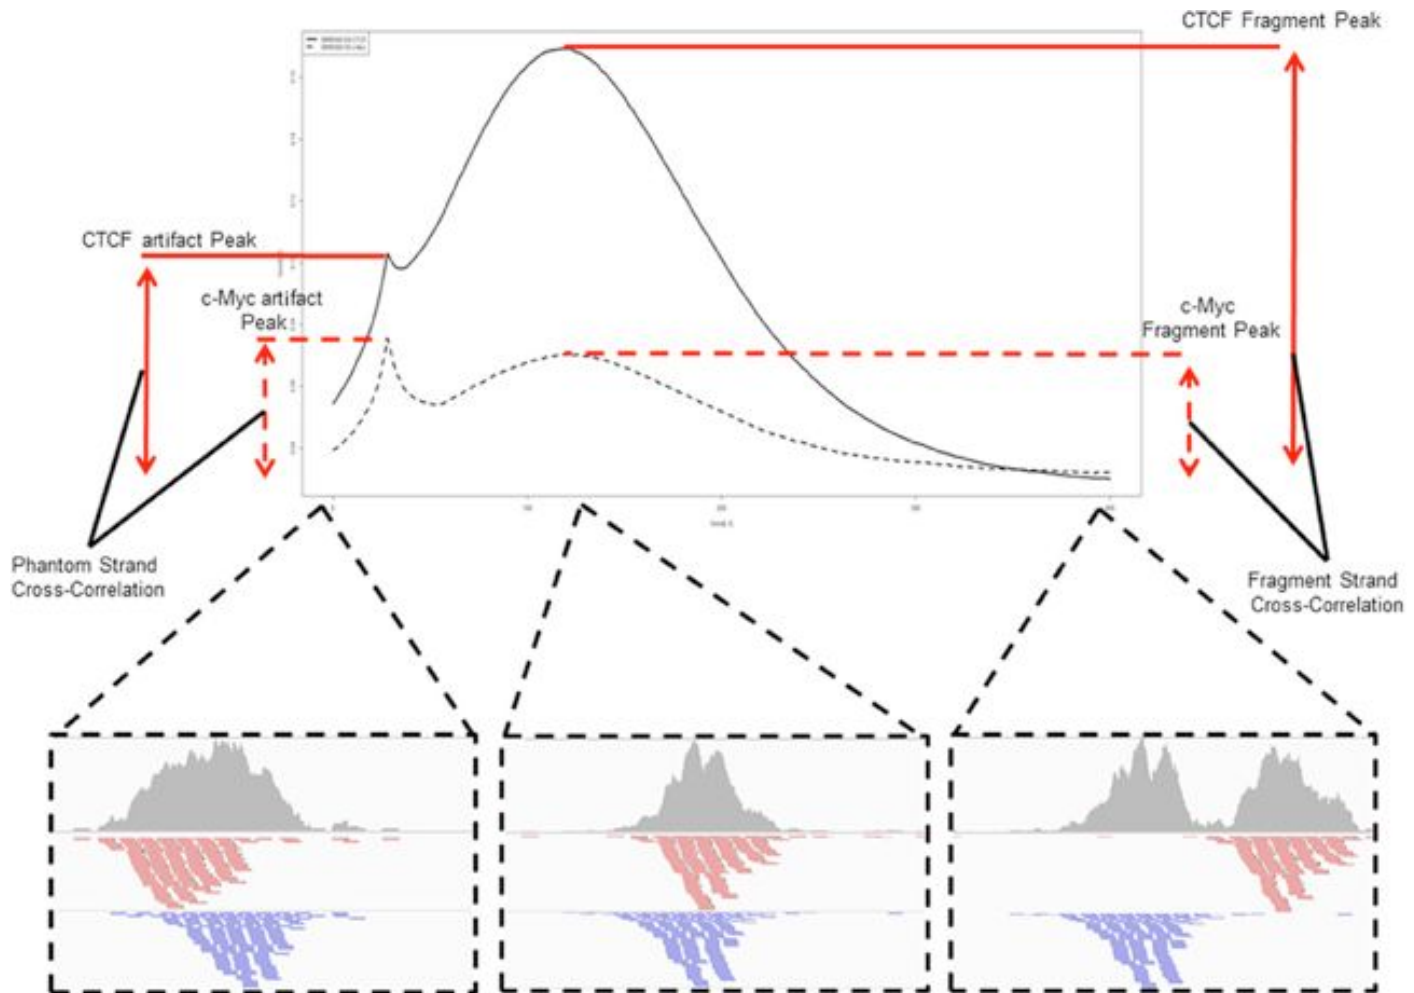 CTCF Fragment Peak
CTCF artifact Peak
c-Myc artifact
Peak
c-Myc
Fragment Peak
Phantom Strand
Cross-Correlation
Fragment Strand
Cross-Correlation